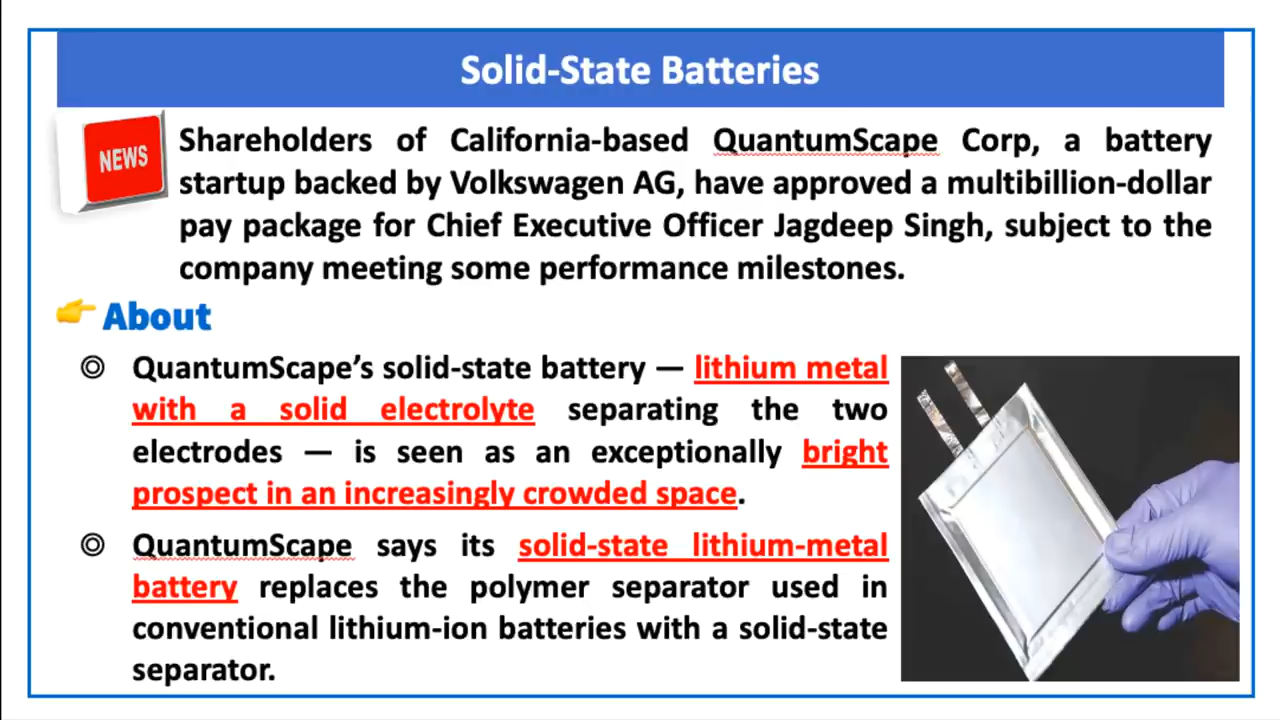 Solid-State Batteries
NEWS
Shareholders of California-based QuantumScape Corp, a battery
startup backed by Volkswagen AG, have approved a multibillion-dollar
pay package for Chief Executive Officer Jagdeep Singh, subject to the
company meeting some performance milestones.
About
QuantumScape’s solid-state battery — lithium metal
with a solid electrolyte separating the two
electrodes — is seen as an exceptionally bright
prospect in an increasingly crowded space.
QuantumScape says its solid-state lithium-metal
battery replaces the polymer separator used in
conventional lithium-ion batteries with a solid-state
separator.